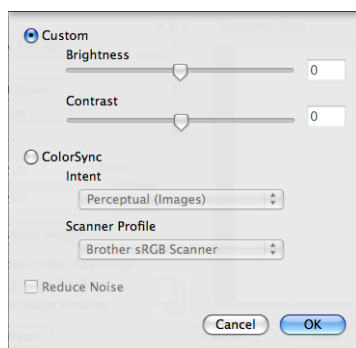 Custom
Brightness
0
Contrast
0
ColorSync
Intent
Perceptual (Images)
Scanner Profile
Brother sRGB Scanner
Reduce Noise
Cancel OK